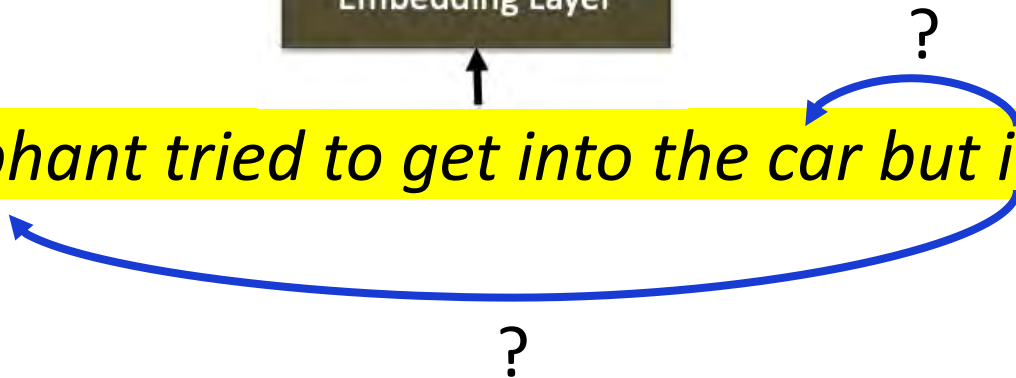 Embedding Layer
?
phant tried to get into the car but i
?